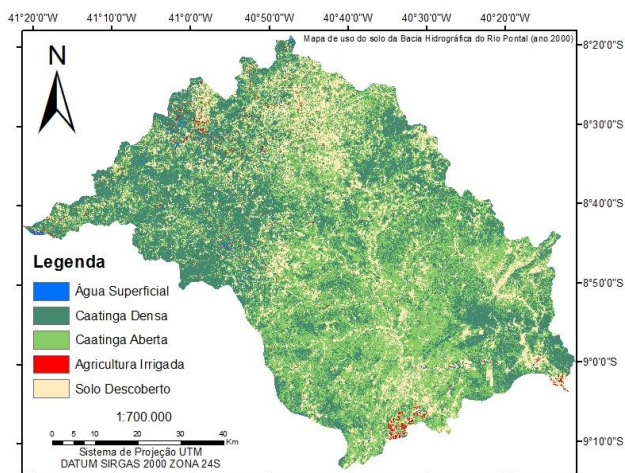 41°20'0"W 41°10'0"W 41°0'0"W 40°50'0"W 40°40'0"W 40°30'0"W 40°20'0"W
Mapa de uso do solo da Bacia Hidrográfica do Rio Pontal (ano 2000)
8°20'0"S
N
8°30'0"S
8°40'0"S
8°50'0"S
9°0'0"S
9°10'0"S
Legenda
Água Superficial
Caatinga Densa
Caatinga Aberta
Agricultura Irrigada
Solo Descoberto
1:700.000
0 5 10 20 30 40
Km
Sistema de Projeção UTM
DATUM SIRGAS 2000 ZONA 24S